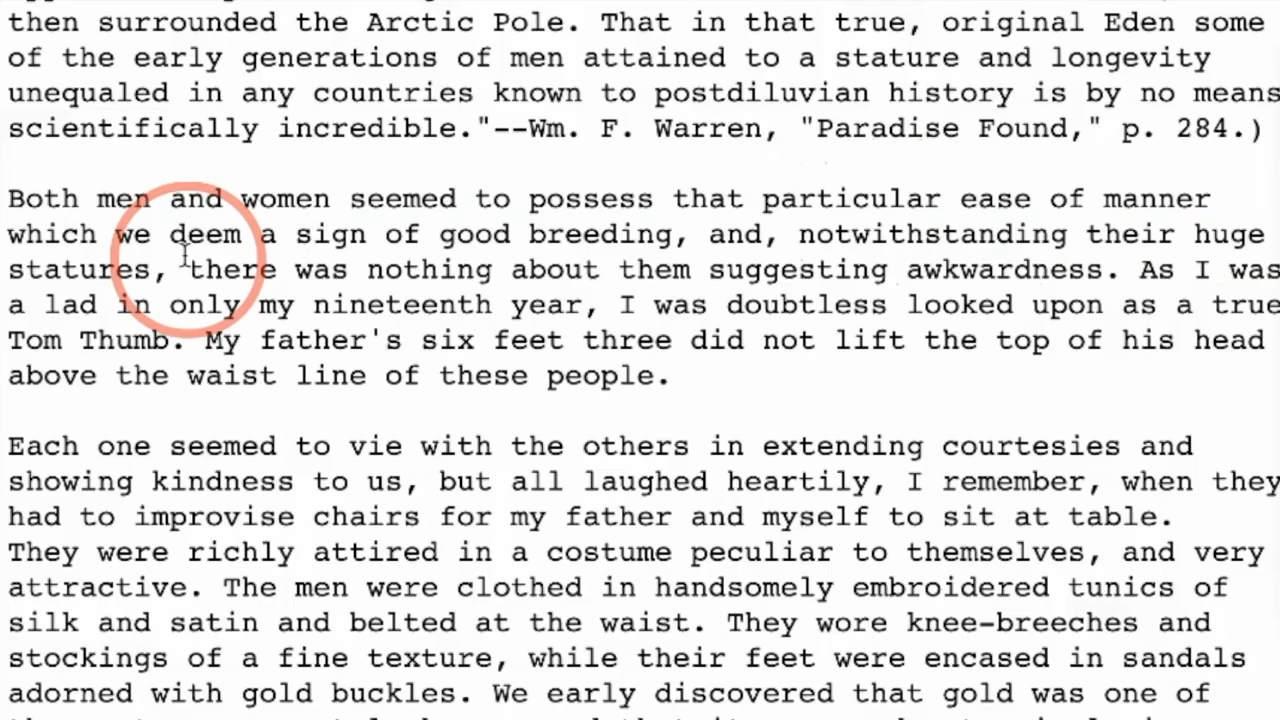 then surrounded the Arctic Pole. That in that true, original Eden some
of the early generations of men attained to a stature and longevity
unequaled in any countries known to postdiluvian history is by no means
scientifically incredible."--Wm. F. Warren, "Paradise Found," p. 284.)
Both men and women seemed to possess that particular ease of manner
which we deem a sign of good breeding, and, notwithstanding their huge
statures, there was nothing about them suggesting awkwardness. As I was
a lad in only my nineteenth year, I was doubtless looked upon as a true
Tom Thumb. My father's six feet three did not lift the top of his head
above the waist line of these people.
Each one seemed to vie with the others in extending courtesies and
showing kindness to us, but all laughed heartily, I remember, when they
had to improvise chairs for my father and myself to sit at table.
They were richly attired in a costume peculiar to themselves, and very
attractive. The men were clothed in handsomely embroidered tunics of
silk and satin and belted at the waist. They wore knee-breeches and
stockings of a fine texture, while their feet were encased in sandals
adorned with gold buckles. We early discovered that gold was one of